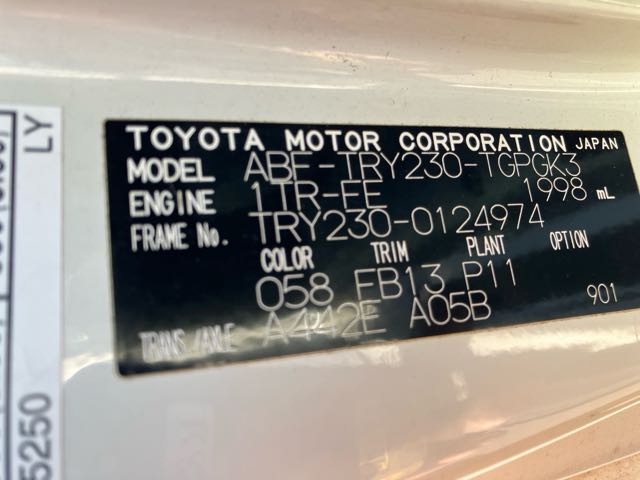 TOYOTA MOTOR CORPORATION JAPAN
MODEL ABF-TRY230-TGPGK3
ENGINE 1TR-FE 1998 mL
FRAME No. TRY230-0124974
COLOR TRIM PLANT OPTION
058 FB13 P11
TRANS/AXLE A442E A05B 901
LY
5250